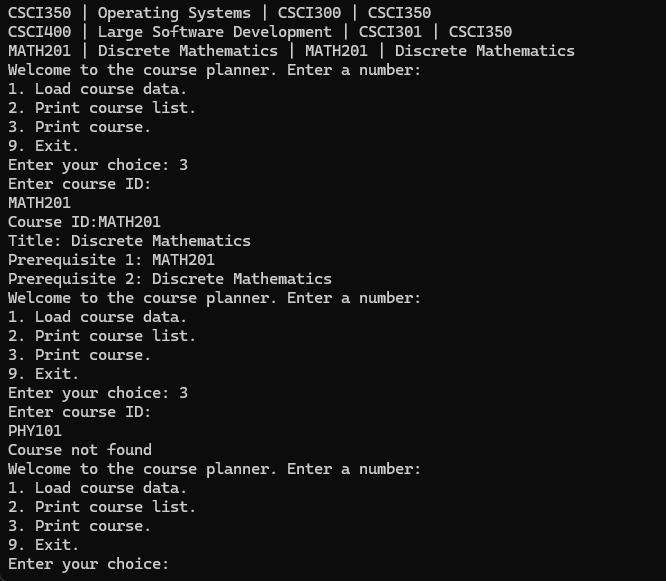 CSCI350 | Operating Systems | CSCI300 | CSCI350
CSCI400 | Large Software Development | CSCI301 | CSCI350
MATH201 | Discrete Mathematics | MATH201 | Discrete Mathematics
Welcome to the course planner. Enter a number:
1. Load course data.
2. Print course list.
3. Print course.
9. Exit.
Enter your choice: 3
Enter course ID:
MATH201
Course ID:MATH201
Title: Discrete Mathematics
Prerequisite 1: MATH201
Prerequisite 2: Discrete Mathematics
Welcome to the course planner. Enter a number:
1. Load course data.
2. Print course list.
3. Print course.
9. Exit.
Enter your choice: 3
Enter course ID:
PHY101
Course not found
Welcome to the course planner. Enter a number:
1. Load course data.
2. Print course list.
3. Print course.
9. Exit.
Enter your choice: